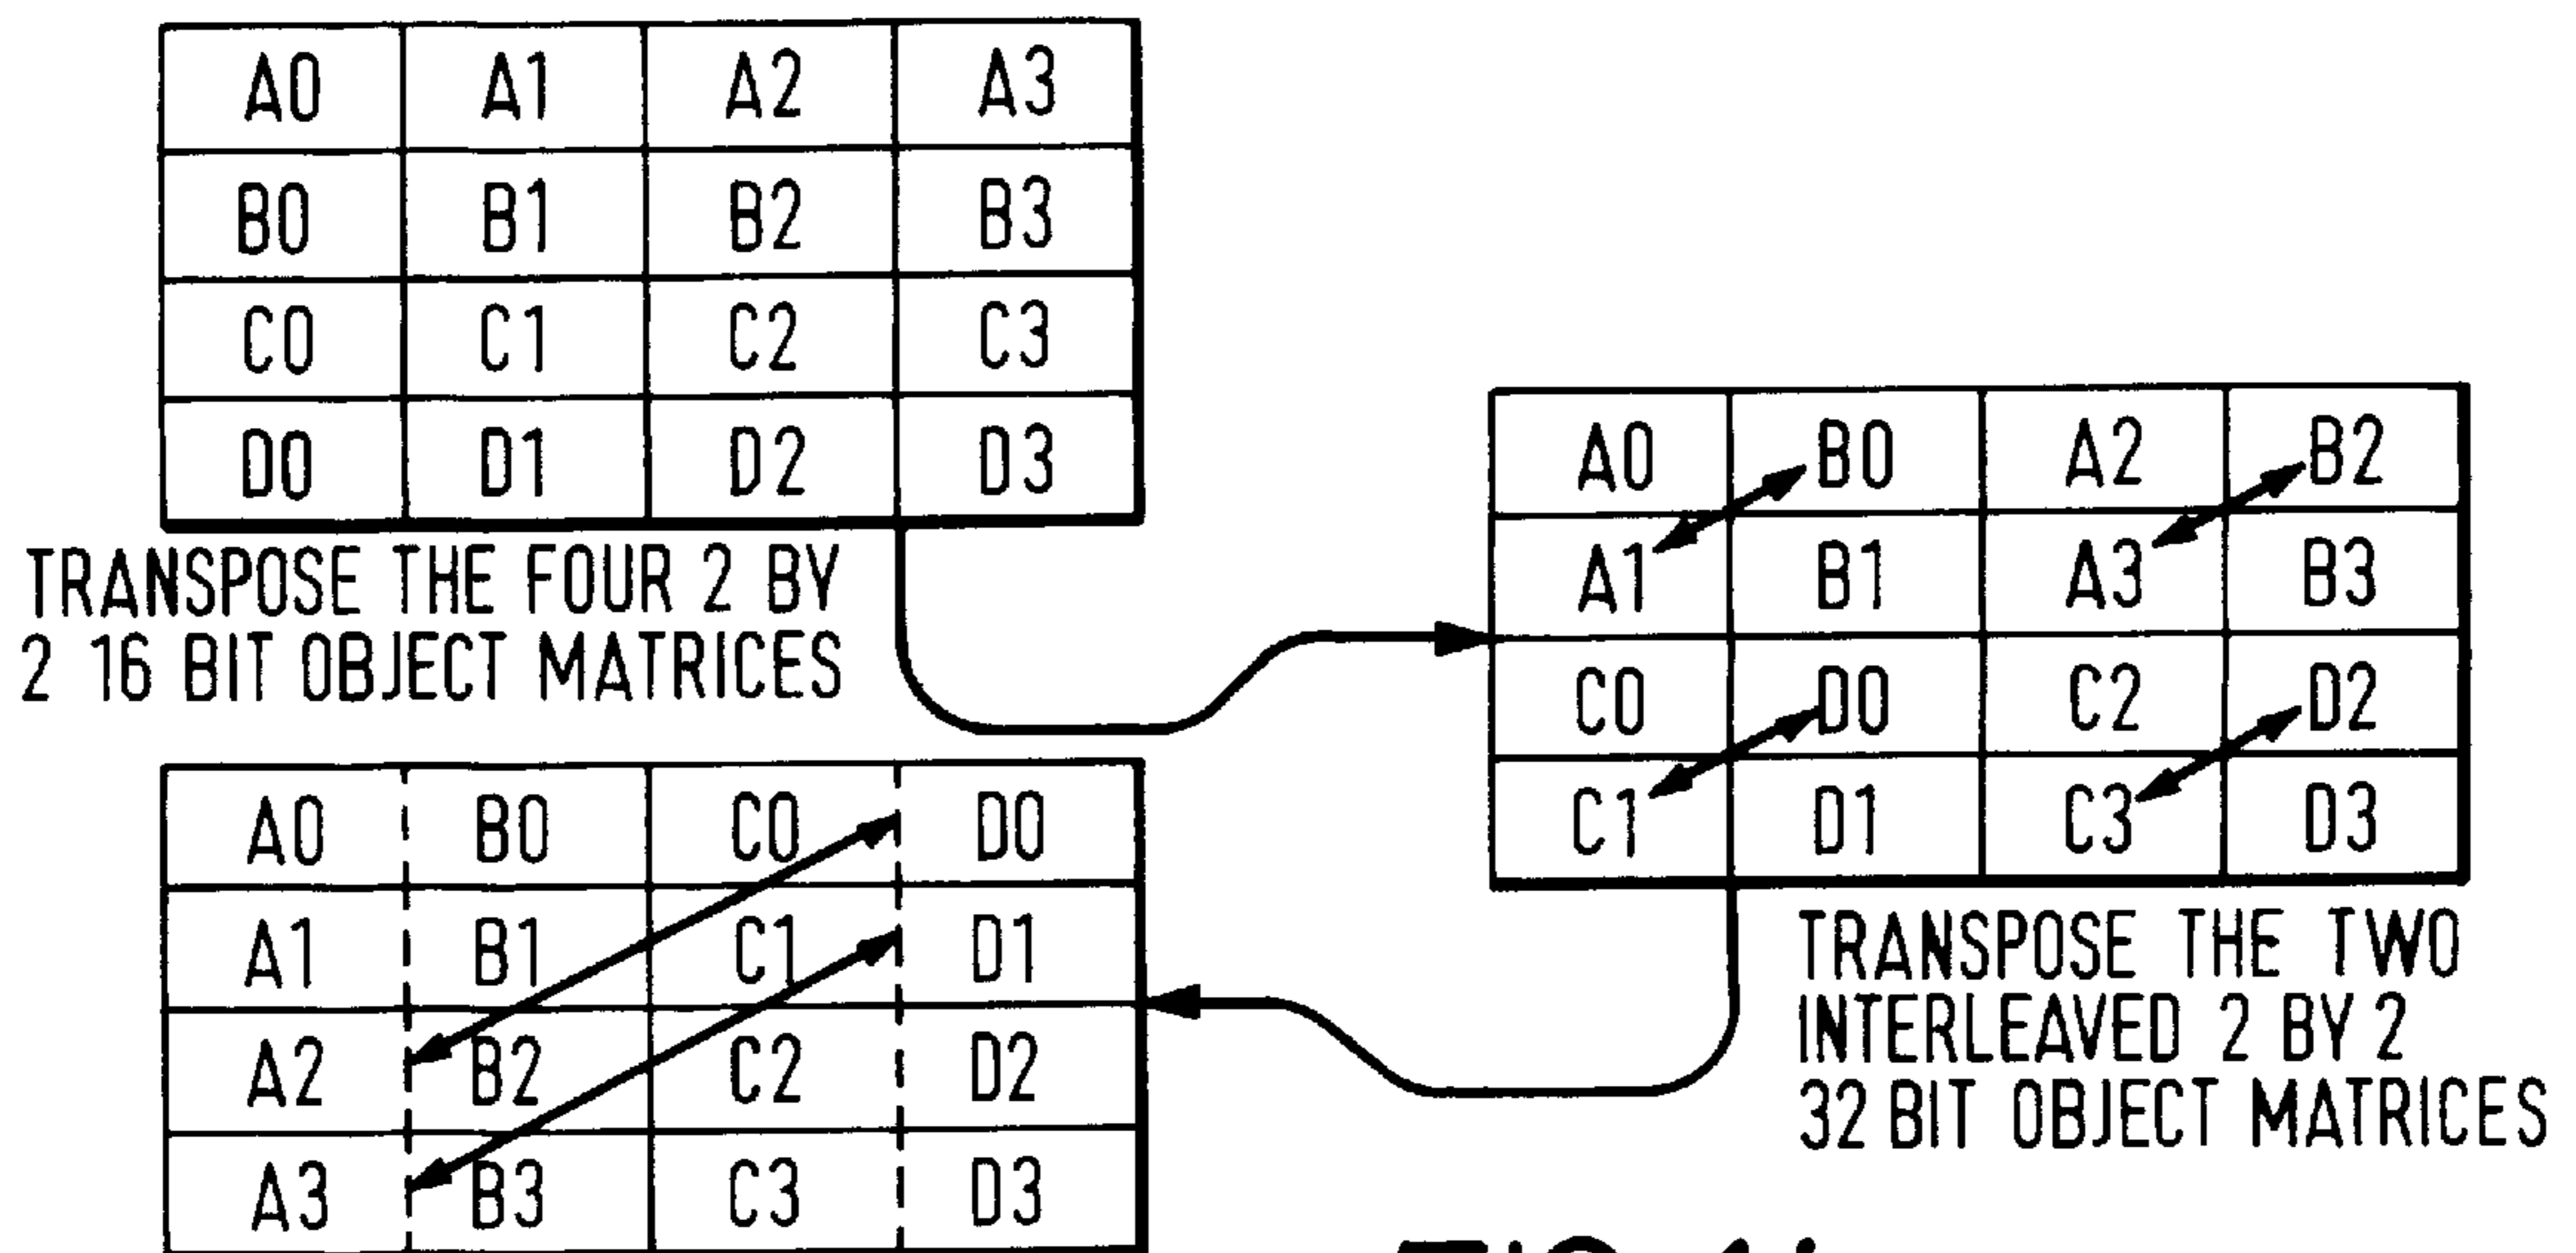 A0 A1 A2 A3
B0 B1 B2 B3
C0 C1 C2 C3
D0 D1 D2 D3
TRANSPOSE THE FOUR 2 BY
2 16 BIT OBJECT MATRICES
A0 B0 A2 B2
A1 B1 A3 B3
C0 D0 C2 D2
C1 D1 C3 D3
TRANSPOSE THE TWO
INTERLEAVED 2 BY 2
32 BIT OBJECT MATRICES
A0 B0 C0 D0
A1 B1 C1 D1
A2 B2 C2 D2
A3 B3 C3 D3